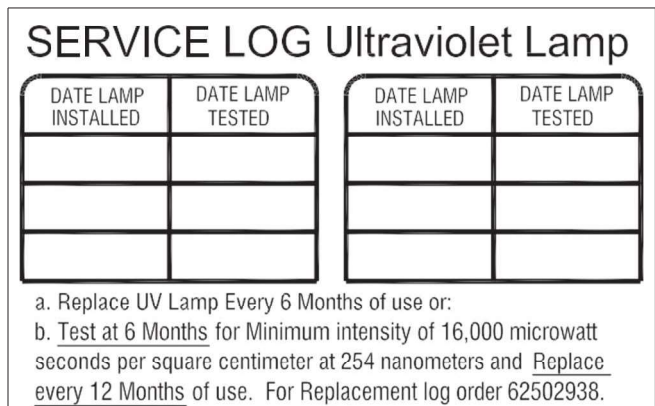 SERVICE LOG Ultraviolet Lamp
DATE LAMP INSTALLED DATE LAMP TESTED DATE LAMP INSTALLED DATE LAMP TESTED
a. Replace UV Lamp Every 6 Months of use or:
b. Test at 6 Months for Minimum intensity of 16,000 microwatt
seconds per square centimeter at 254 nanometers and Replace
every 12 Months of use. For Replacement log order 62502938.